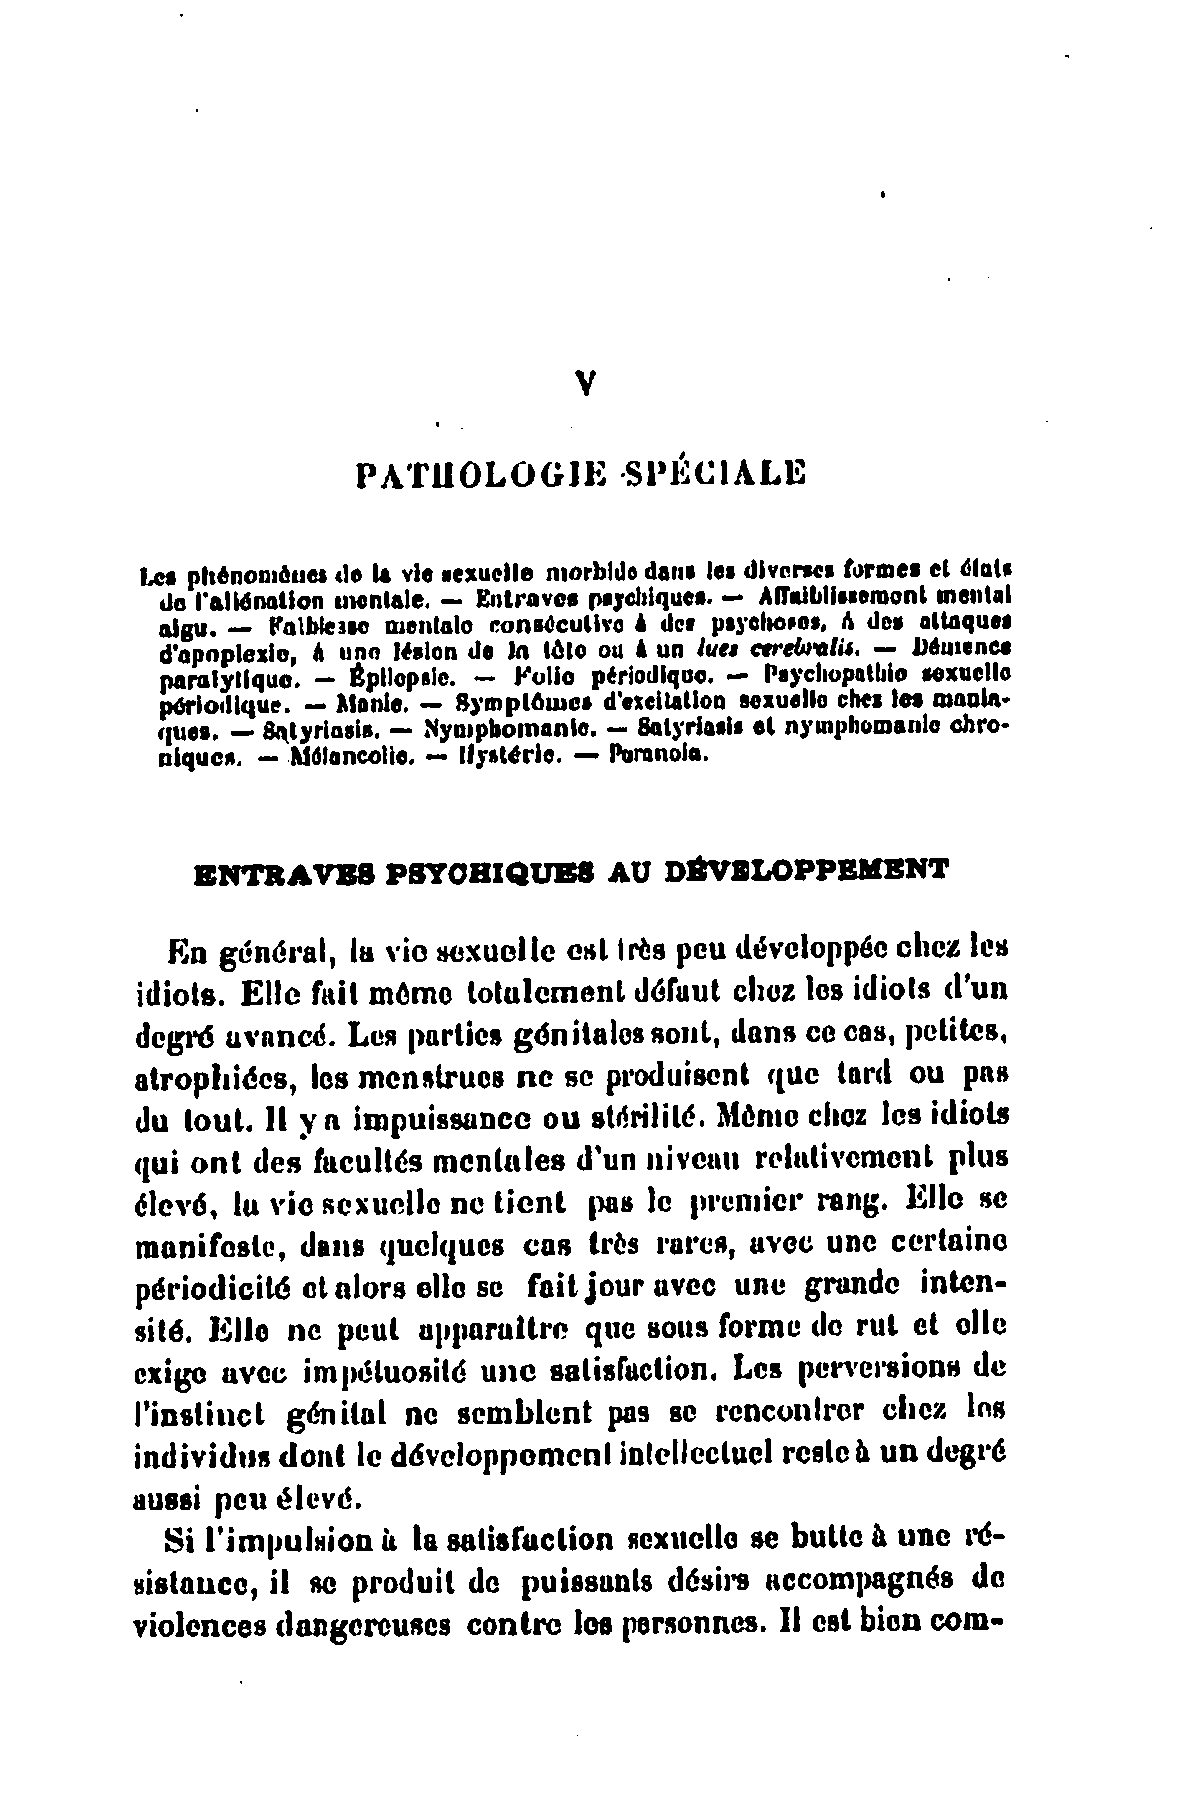 V
PATHOLOGIE SPÉCIALE
Les phénomènes de la vie sexuelle morbide dans les diverses formes et états
de l'aliénation mentale. — Entraves psychiques. — Affaiblissement mental
aigu. — Faiblesse mentale consécutive à des psychoses, à des attaques
d'apoplexie, à une lésion de la tête ou à un lues cerebralis. — Démence
paralytique. — Épilepsie. — Folie périodique. — Psychopathie sexuelle
périodique. — Manie. — Symptômes d'excitation sexuelle chez les mania-
ques. — Satyriasis. — Nymphomanie. — Satyriasis et nymphomanie chro-
niques. — Mélancolie. — Hystérie. — Paranoia.
ENTRAVES PSYCHIQUES AU DÉVELOPPEMENT
En général, la vie sexuelle est très peu développée chez les
idiots. Elle fait même totalement défaut chez les idiots d'un
degré avancé. Les parties génitales sont, dans ce cas, petites,
atrophiées, les menstrues ne se produisent que tard ou pas
du tout. Il y a impuissance ou stérilité. Même chez les idiots
qui ont des facultés mentales d'un niveau relativement plus
élevé, la vie sexuelle ne tient pas le premier rang. Elle se
manifeste, dans quelques cas très rares, avec une certaine
périodicité et alors elle se fait jour avec une grande inten-
sité. Elle ne peut apparaître que sous forme de rut et elle
exige avec impétuosité une satisfaction. Les perversions de
l'instinct génital ne semblent pas se rencontrer chez les
individus dont le développement intellectuel reste à un degré
aussi peu élevé.
Si l'impulsion à la satisfaction sexuelle se butte à une ré-
sistance, il se produit de puissants désirs accompagnés de
violences dangereuses contre les personnes. Il est bien com-